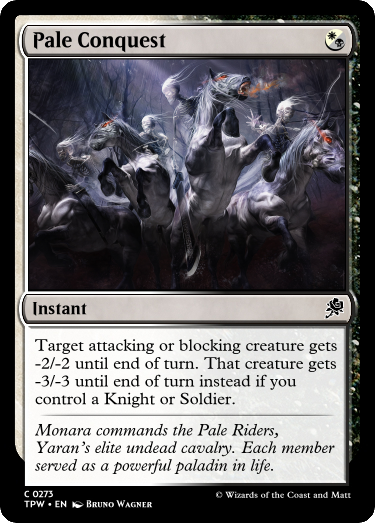 Pale Conquest
Instant
Target attacking or blocking creature gets
-2/-2 until end of turn. That creature gets
-3/-3 until end of turn instead if you
control a Knight or Soldier.
Monara commands the Pale Riders,
Yaran's elite undead cavalry. Each member
served as a powerful paladin in life.
C 0273
TPW • EN Bruno Wagner
© Wizards of the Coast and Matt